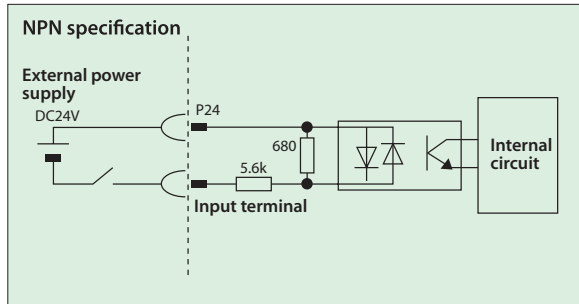 NPN specification
External power
supply
DC24V
P24
680
5.6k
Input terminal
Internal
circuit